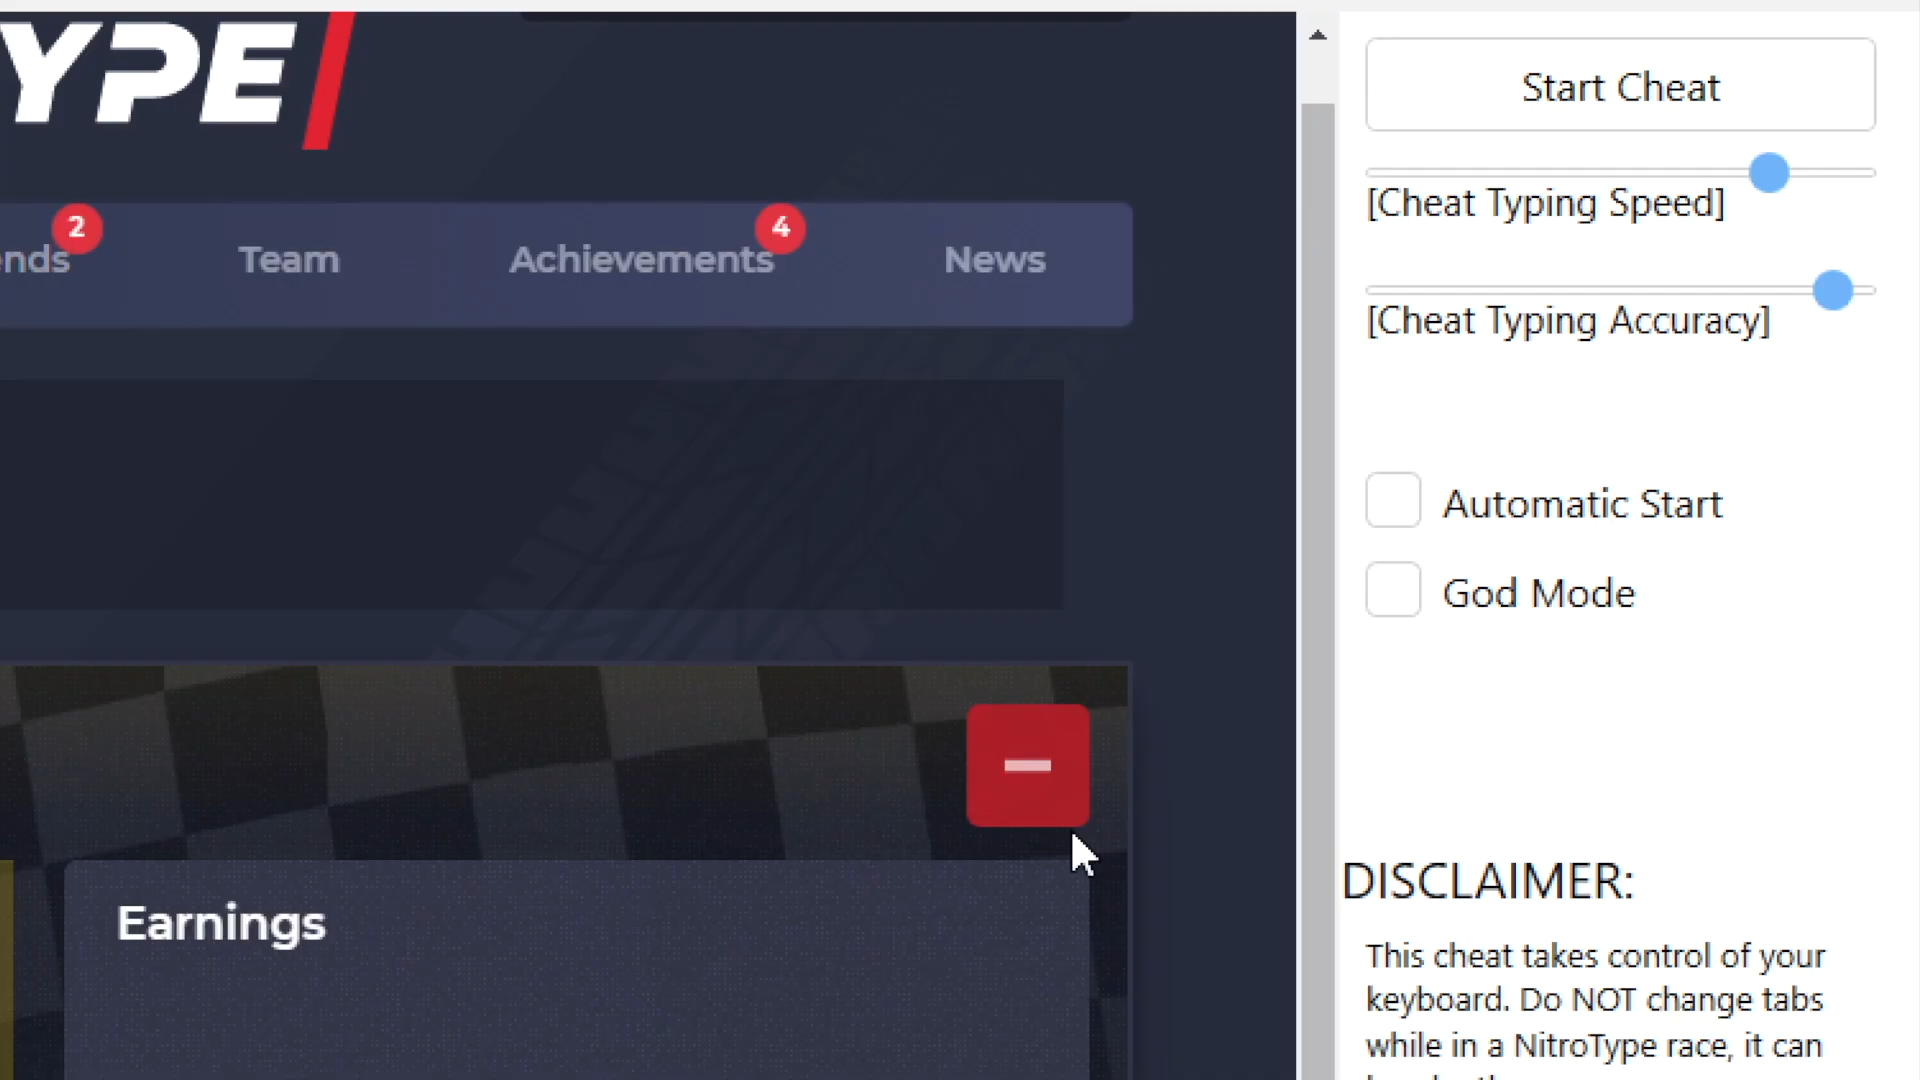 YPE
Start Cheat
[Cheat Typing Speed]
2
4
ends
Team
Achievements
News
[Cheat Typing Accuracy]
Automatic Start
God Mode
DISCLAIMER:
Earnings
This cheat takes control of your
keyboard. Do NOT change tabs
while in a NitroType race, it can